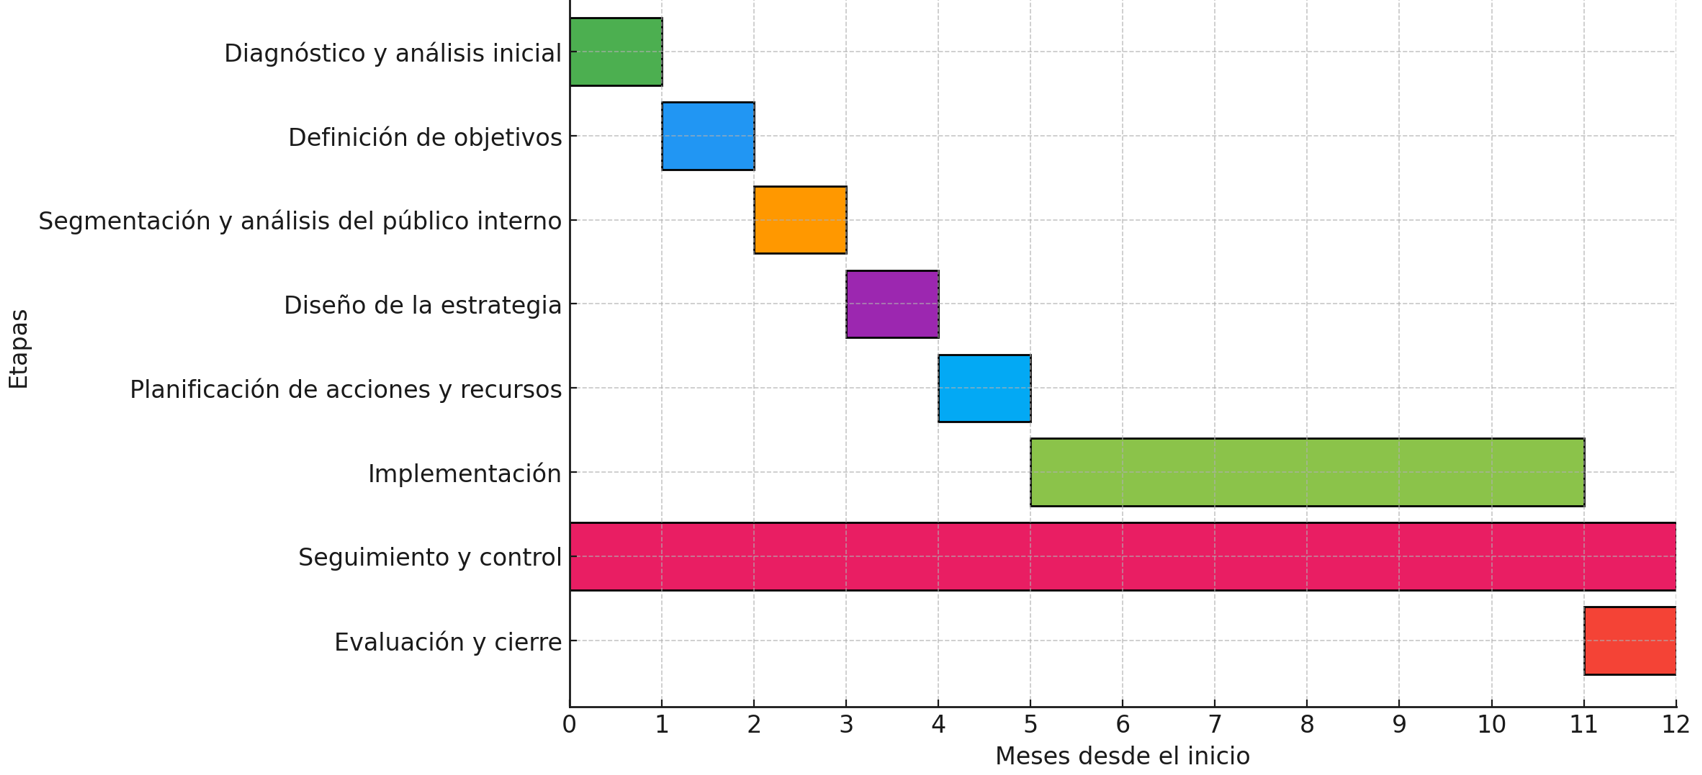 Diagnóstico y análisis inicial
Definición de objetivos
Segmentación y análisis del público interno
Diseño de la estrategia
Planificación de acciones y recursos
Implementación
Seguimiento y control
Evaluación y cierre
Etapas
0 1 2 3 4 5 6 7 8 9 10 11 12
Meses desde el inicio